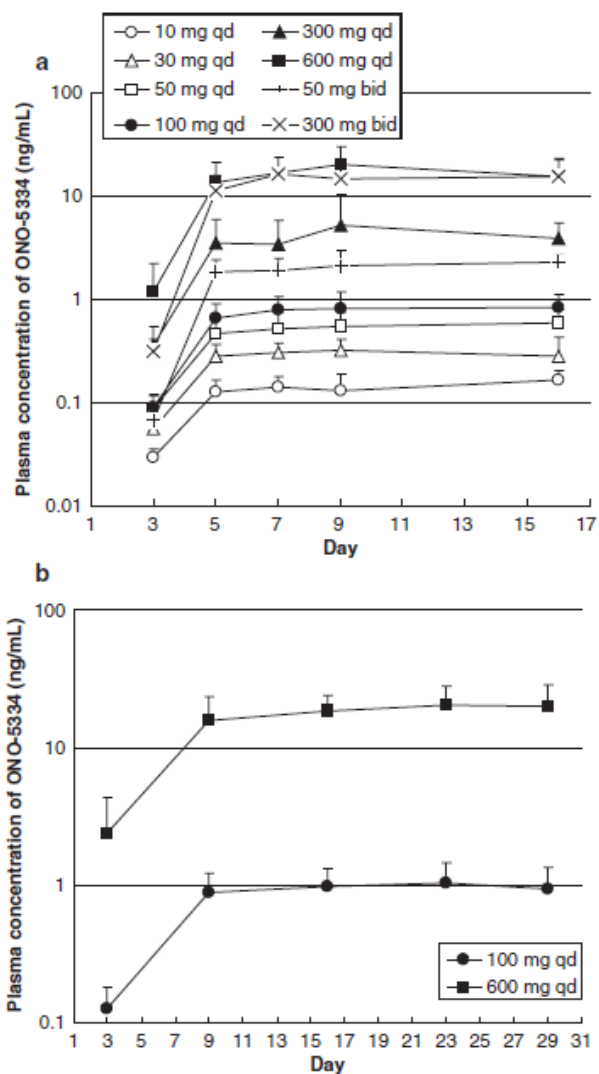 10 mg qd 300 mg qd
30 mg qd 600 mg qd
50 mg qd 50 mg bid
100 mg qd 300 mg bid
a
Plasma concentration of ONO-5334 (ng/mL)
100
10
1
0.1
0.01
1 3 5 7 9 11 13 15 17
Day
b
Plasma concentration of ONO-5334 (ng/mL)
100
10
1
0.1
100 mg qd
600 mg qd
1 3 5 7 9 11 13 15 17 19 21 23 25 27 29 31
Day